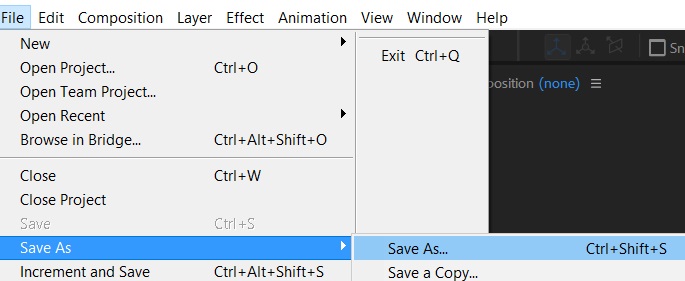 File Edit Composition Layer Effect Animation View Window Help
New
Open Project... Ctrl+O
Open Team Project...
Open Recent
Browse in Bridge... Ctrl+Alt+Shift+O
Close Ctrl+W
Close Project
Save Ctrl+S
Save As
Increment and Save Ctrl+Alt+Shift+S
Exit Ctrl+Q
Sn
position (none)
Save As... Ctrl+Shift+S
Save a Copy...